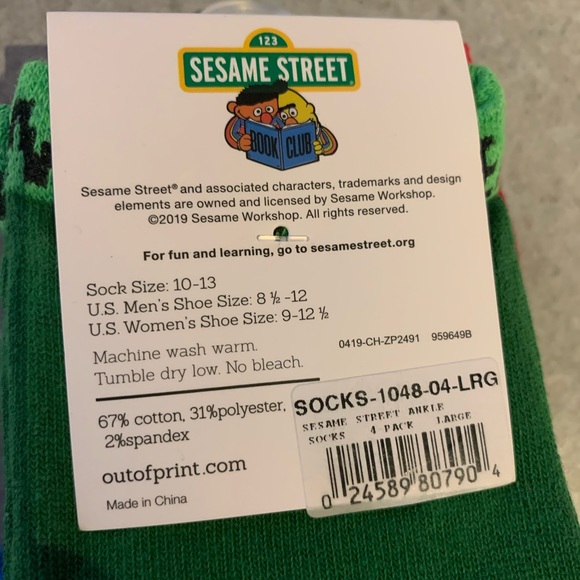 123
SESAME STREET
BOOK CLUB
Sesame Street® and associated characters, trademarks and design
elements are owned and licensed by Sesame Workshop.
©2019 Sesame Workshop. All rights reserved.
For fun and learning, go to sesamestreet.org
Sock Size: 10-13
U.S. Men's Shoe Size: 8 ½ -12
U.S. Women's Shoe Size: 9-12 ½
Machine wash warm.
Tumble dry low. No bleach.
0419-CH-ZP2491 959649B
67% cotton, 31%polyester,
2%spandex
outofprint.com
Made in China
SOCKS-1048-04-LRG
SESAME STREET ANKLE
SOCKS 4-PACK LARGE
0 24589 80790 4